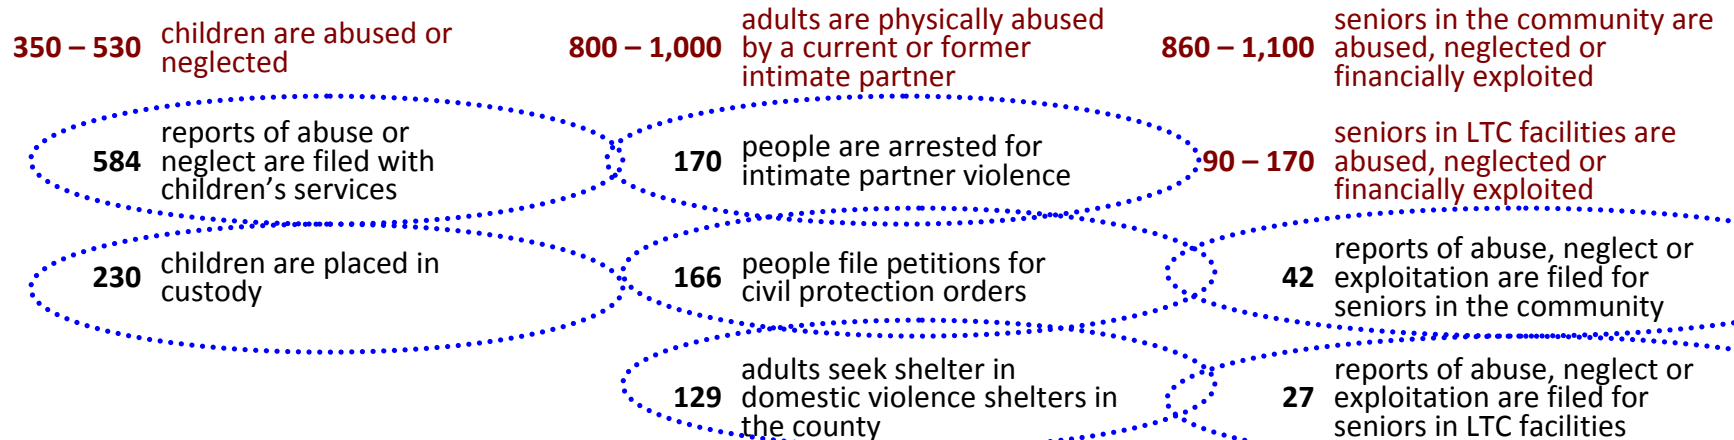 350 – 530 children are abused or
neglected
584 reports of abuse or
neglect are filed with
children's services
230 children are placed in
custody
800 – 1,000 adults are physically abused
by a current or former
intimate partner
170 people are arrested for
intimate partner violence
166 people file petitions for
civil protection orders
129 adults seek shelter in
domestic violence shelters in
the county
860 – 1,100 seniors in the community are
abused, neglected or
financially exploited
90 – 170 seniors in LTC facilities are
abused, neglected or
financially exploited
42 reports of abuse, neglect or
exploitation are filed for
seniors in the community
27 reports of abuse, neglect or
exploitation are filed for
seniors in LTC facilities